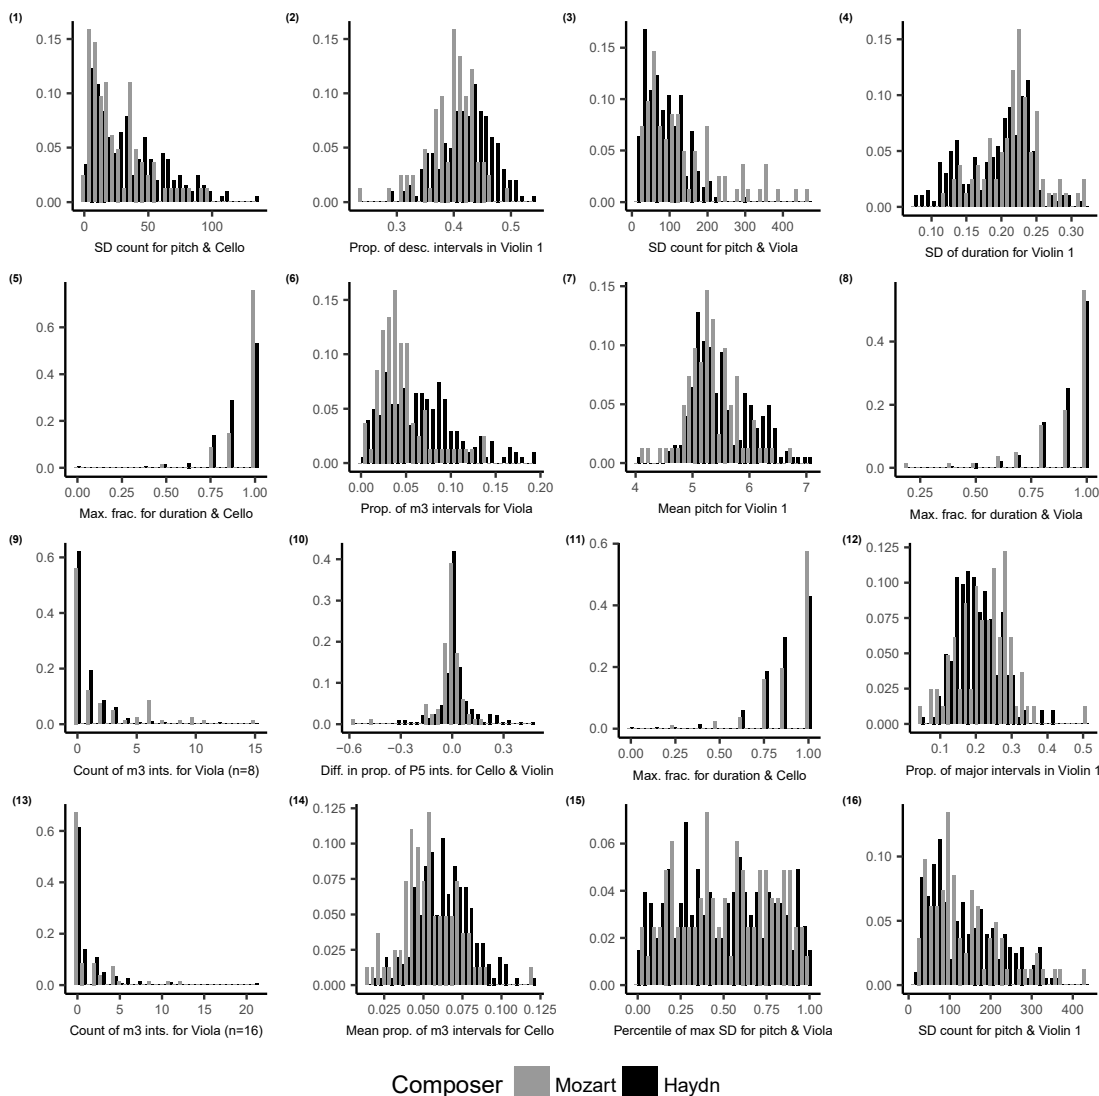 (1)
0.15
0.10
0.05
0.00
0 50 100
SD count for pitch & Cello
(2)
0.15
0.10
0.05
0.00
0.3 0.4 0.5
Prop. of desc. intervals in Violin 1
(3)
0.15
0.10
0.05
0.00
0 100 200 300 400
SD count for pitch & Viola
(4)
0.15
0.10
0.05
0.00
0.10 0.15 0.20 0.25 0.30
SD of duration for Violin 1
(5)
0.6
0.4
0.2
0.0
0.00 0.25 0.50 0.75 1.00
Max. frac. for duration & Cello
(6)
0.15
0.10
0.05
0.00
0.00 0.05 0.10 0.15 0.20
Prop. of m3 intervals for Viola
(7)
0.15
0.10
0.05
0.00
4 5 6 7
Mean pitch for Violin 1
(8)
0.4
0.2
0.0
0.25 0.50 0.75 1.00
Max. frac. for duration & Viola
(9)
0.6
0.4
0.2
0.0
0 5 10 15
Count of m3 ints. for Viola (n=8)
(10)
0.4
0.3
0.2
0.1
0.0
−0.6 −0.3 0.0 0.3
Diff. in prop. of P5 ints. for Cello & Violin
(11)
0.6
0.4
0.2
0.0
0.00 0.25 0.50 0.75 1.00
Max. frac. for duration & Cello
(12)
0.125
0.100
0.075
0.050
0.025
0.000
0.1 0.2 0.3 0.4 0.5
Prop. of major intervals in Violin 1
(13)
0.6
0.4
0.2
0.0
0 5 10 15 20
Count of m3 ints. for Viola (n=16)
(14)
0.125
0.100
0.075
0.050
0.025
0.000
0.025 0.050 0.075 0.100 0.125
Mean prop. of m3 intervals for Cello
(15)
0.06
0.04
0.02
0.00
0.00 0.25 0.50 0.75 1.00
Percentile of max SD for pitch & Viola
(16)
0.10
0.05
0.00
0 100 200 300 400
SD count for pitch & Violin 1
Composer Mozart Haydn